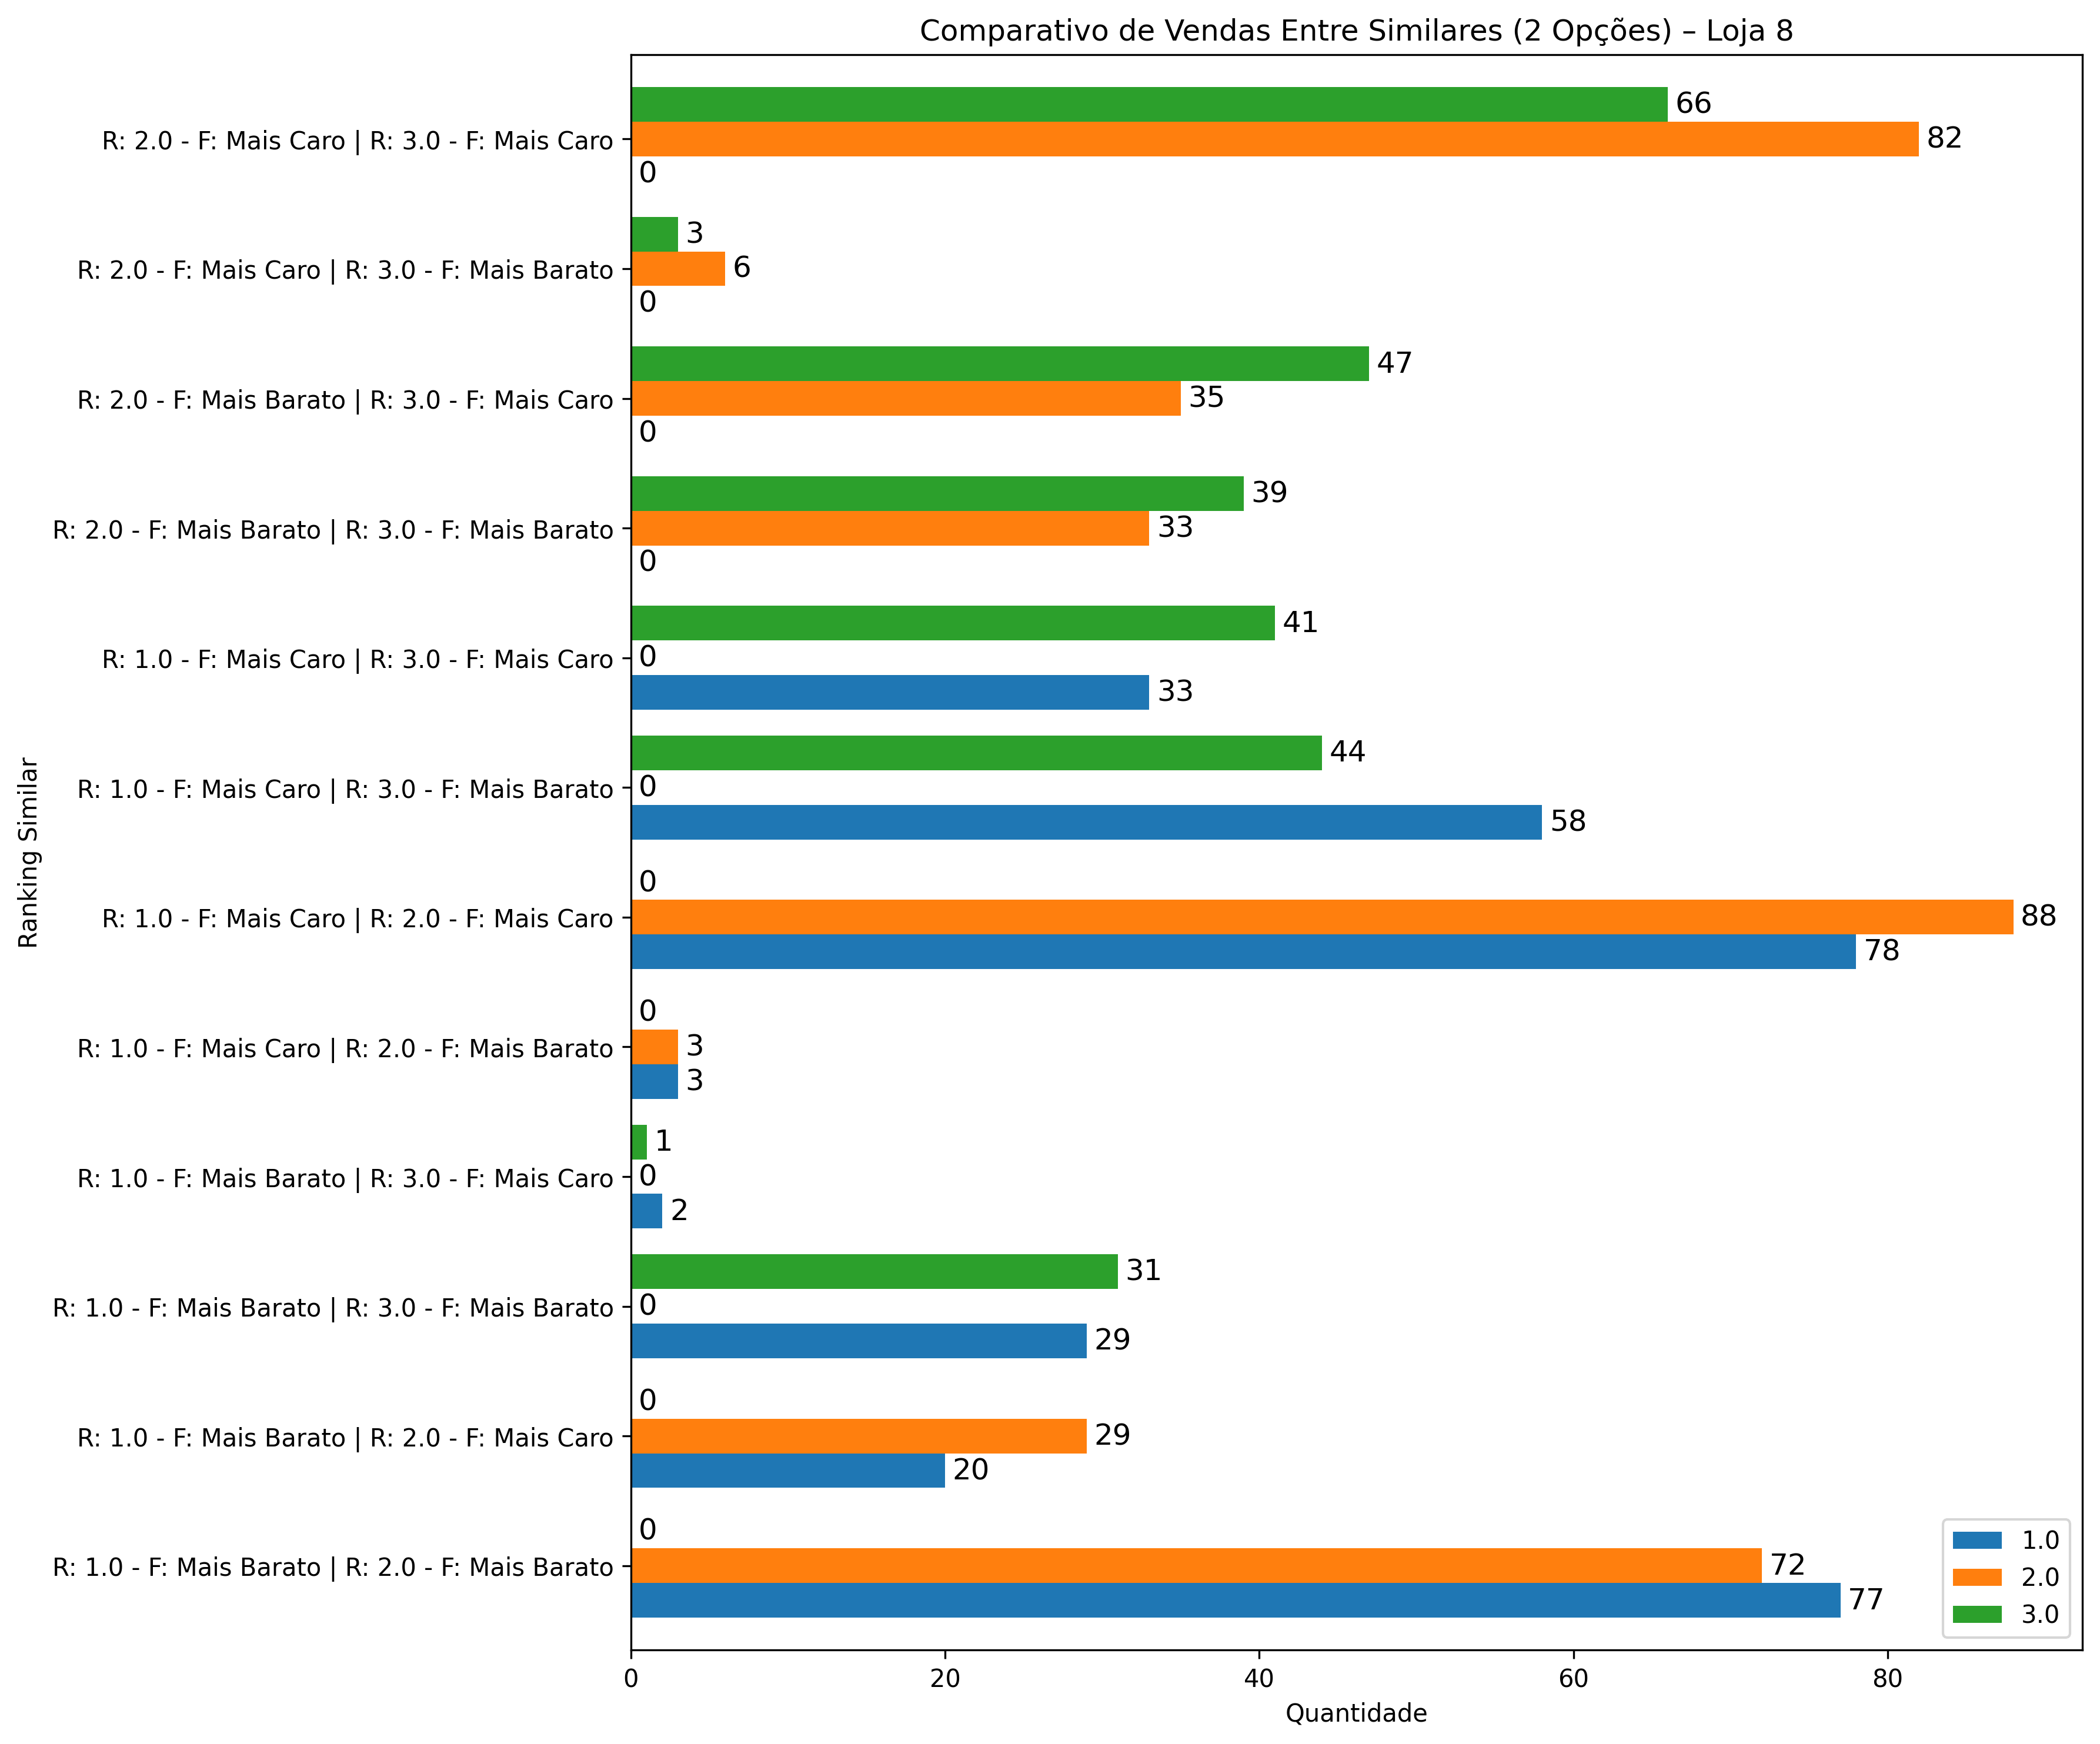 Comparativo de Vendas Entre Similares (2 Opções) – Loja 8
R: 2.0 - F: Mais Caro | R: 3.0 - F: Mais Caro
66
82
0
R: 2.0 - F: Mais Caro | R: 3.0 - F: Mais Barato
3
6
0
R: 2.0 - F: Mais Barato | R: 3.0 - F: Mais Caro
47
35
0
R: 2.0 - F: Mais Barato | R: 3.0 - F: Mais Barato
39
33
0
R: 1.0 - F: Mais Caro | R: 3.0 - F: Mais Caro
41
0
33
R: 1.0 - F: Mais Caro | R: 3.0 - F: Mais Barato
44
0
58
R: 1.0 - F: Mais Caro | R: 2.0 - F: Mais Caro
0
88
78
R: 1.0 - F: Mais Caro | R: 2.0 - F: Mais Barato
0
3
3
R: 1.0 - F: Mais Barato | R: 3.0 - F: Mais Caro
1
0
2
R: 1.0 - F: Mais Barato | R: 3.0 - F: Mais Barato
31
0
29
R: 1.0 - F: Mais Barato | R: 2.0 - F: Mais Caro
0
29
20
R: 1.0 - F: Mais Barato | R: 2.0 - F: Mais Barato
0
72
77
Ranking Similar
1.0
2.0
3.0
0 20 40 60 80
Quantidade